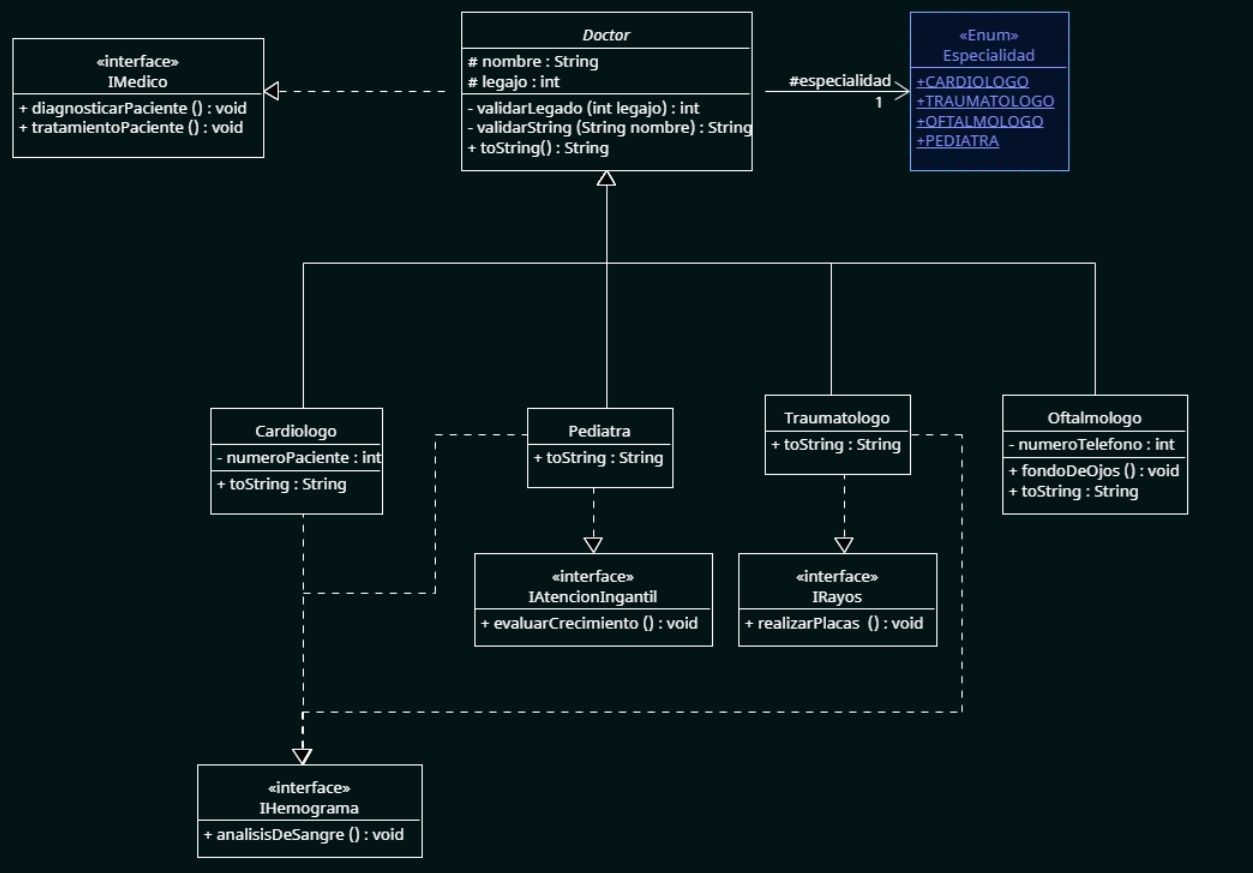 «interface»
IMedico
+ diagnosticarPaciente () : void
+ tratamientoPaciente () : void
Doctor
# nombre : String
# legajo : int
- validarLegado (int legajo) : int
- validarString (String nombre) : String
+ toString() : String
#especialidad
1
«Enum»
Especialidad
+CARDIOLOGO
+TRAUMATOLOGO
+OFTALMOLOGO
+PEDIATRA
Cardiologo
- numeroPaciente : int
+ toString : String
Pediatra
+ toString : String
Traumatologo
+ toString : String
Oftalmologo
- numeroTelefono : int
+ fondoDeOjos () : void
+ toString : String
«interface»
IAtencionIngantil
+ evaluarCrecimiento () : void
«interface»
IRayos
+ realizarPlacas  () : void
«interface»
IHemograma
+ analisisDeSangre () : void